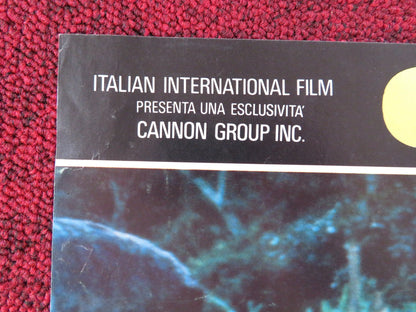 ITALIAN INTERNATIONAL FILM
PRESENTA UNA ESCLUSIVITA'
CANNON GROUP INC.